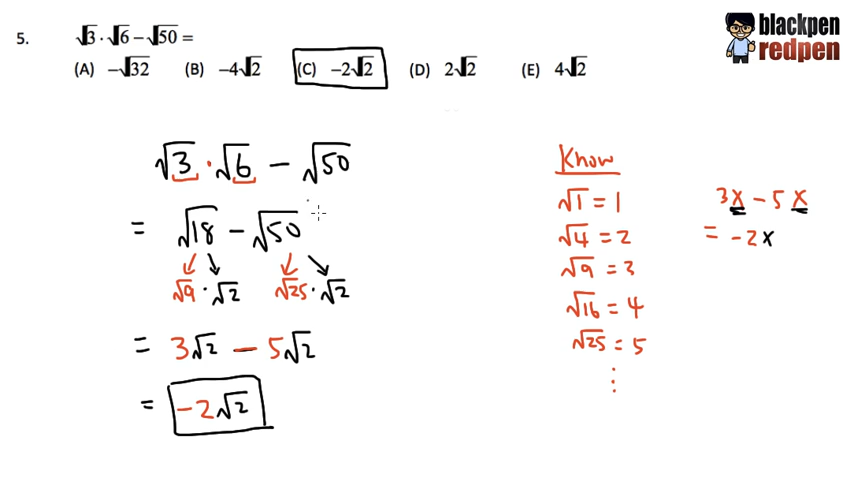 5. √3 · √6 − √50 =
(A) −√32 (B) −4√2 (C) −2√2 (D) 2√2 (E) 4√2
blackpen
redpen
√3 · √6 − √50
= √18 − √50
√9 · √2 √25 · √2
= 3√2 − 5√2
= −2√2
Know
√1 = 1
√4 = 2
√9 = 3
√16 = 4
√25 = 5
⋮
3x − 5x
= −2x